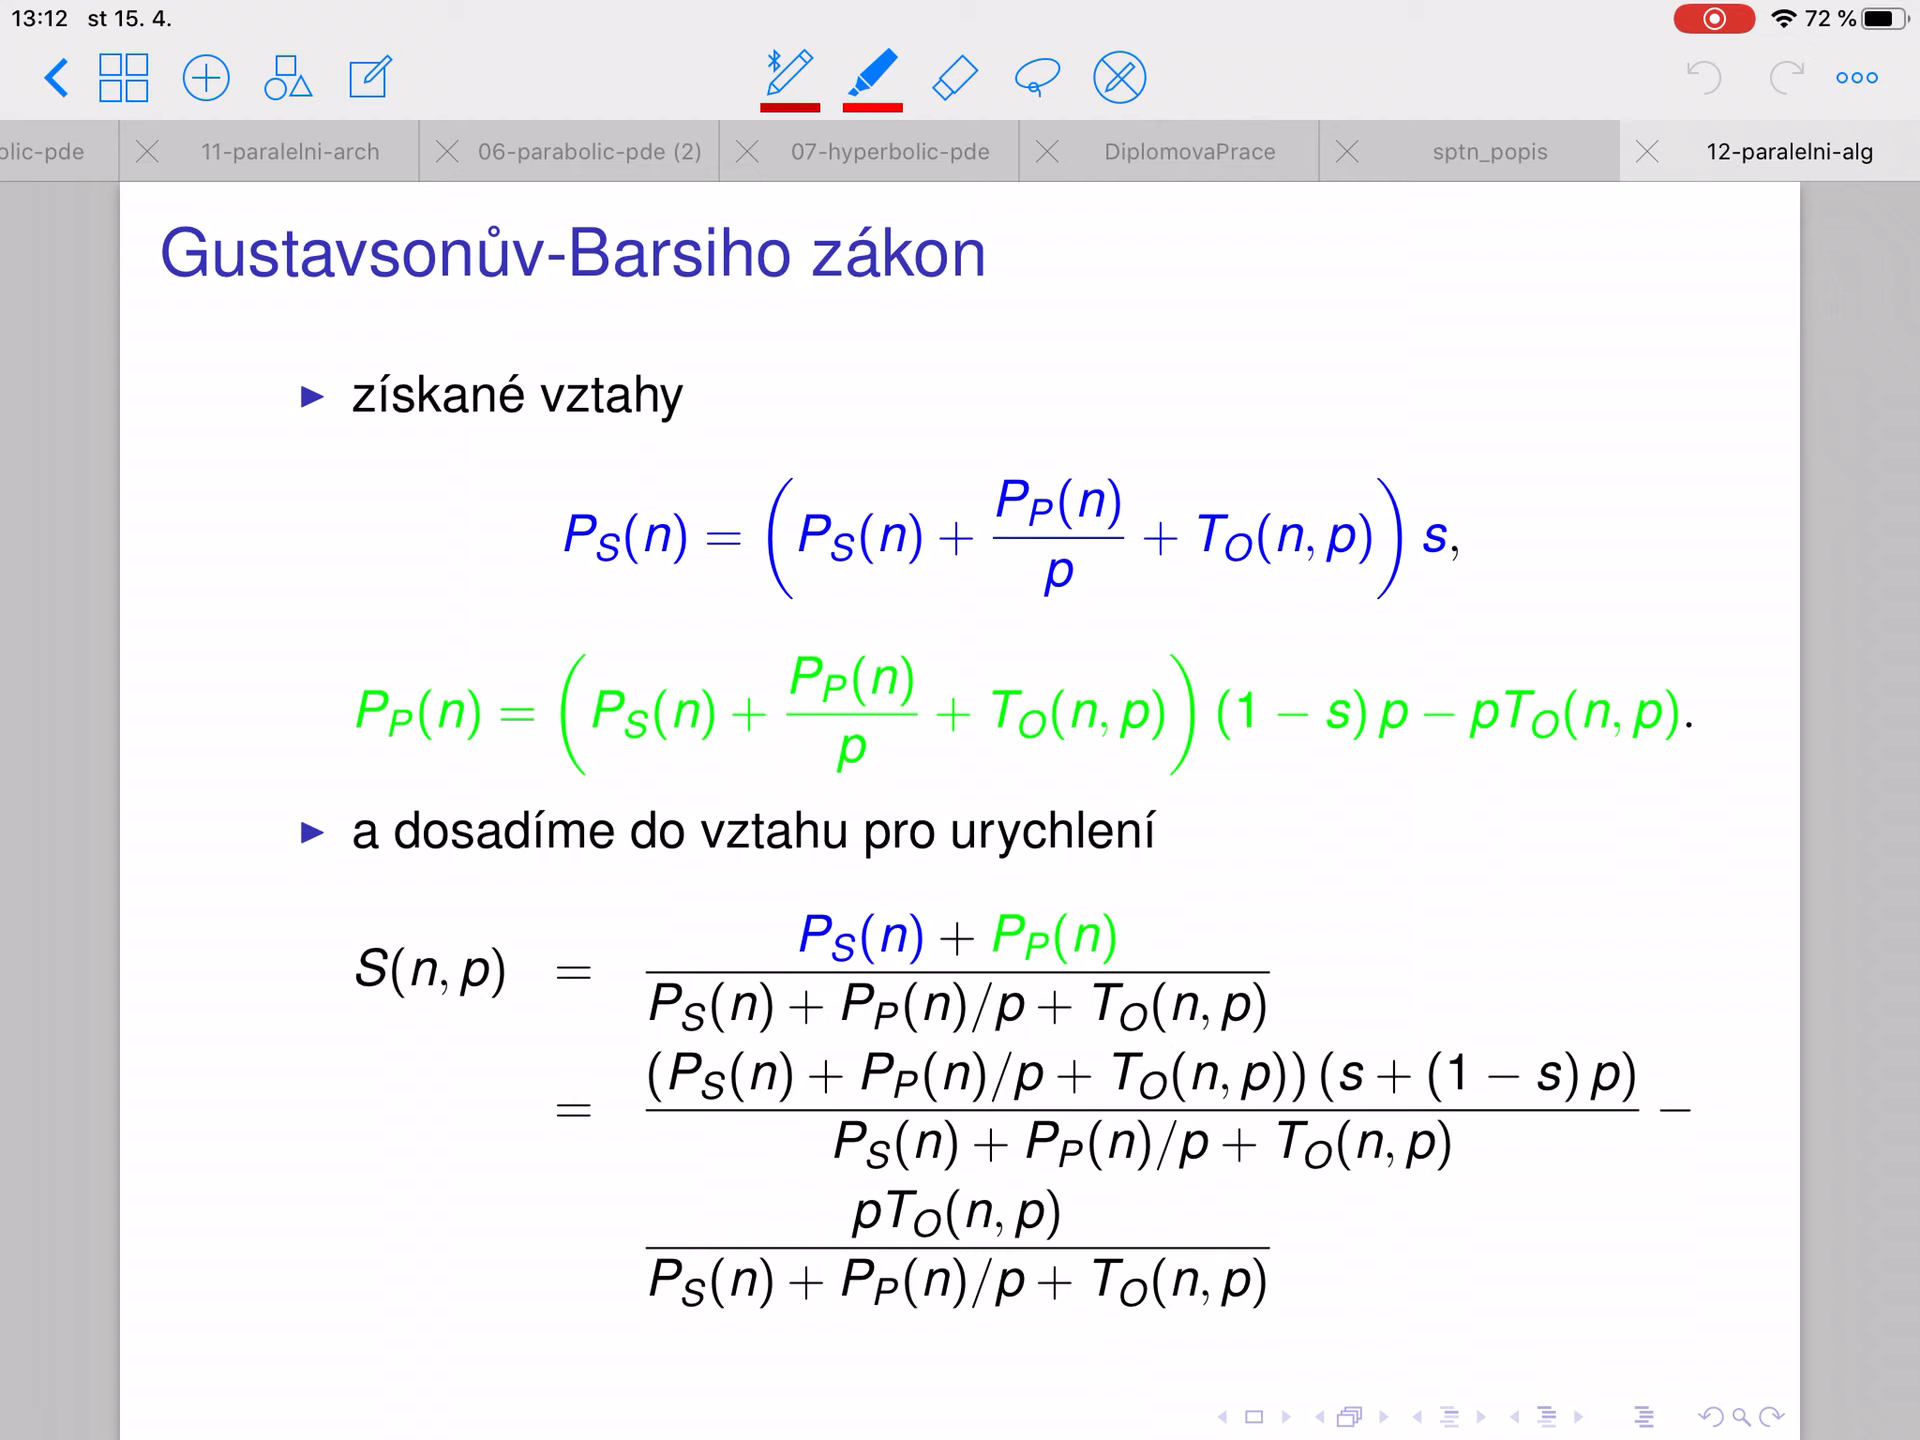 13:12 st 15. 4. 72 %
olic-pde 11-paralelni-arch 06-parabolic-pde (2) 07-hyperbolic-pde DiplomovaPrace sptn_popis 12-paralelni-alg
Gustavsonův-Barsiho zákon
▶ získané vztahy
P_S(n) = ( P_S(n) + P_P(n)/p + T_O(n, p) ) s,
P_P(n) = ( P_S(n) + P_P(n)/p + T_O(n, p) ) (1 − s) p − pT_O(n, p).
▶ a dosadíme do vztahu pro urychlení
P_S(n) + P_P(n)
S(n, p) =
P_S(n) + P_P(n)/p + T_O(n, p)
(P_S(n) + P_P(n)/p + T_O(n, p)) (s + (1 − s) p)
= −
P_S(n) + P_P(n)/p + T_O(n, p)
pT_O(n, p)
P_S(n) + P_P(n)/p + T_O(n, p)